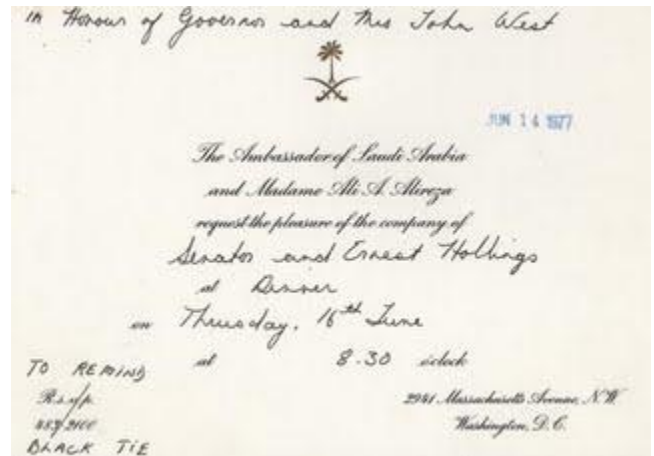 in Honour of Governor and Mrs John West
JUN 14 1977
The Ambassador of Saudi Arabia
and Madame Ali A. Alireza
request the pleasure of the company of
Senator and Ernest Hollings
at Dinner
on Thursday, 16th June
at 8.30 o'clock
TO REMIND
R.s.v.p.
483/2100
BLACK TIE
2941 Massachusetts Avenue, N.W.
Washington, D.C.